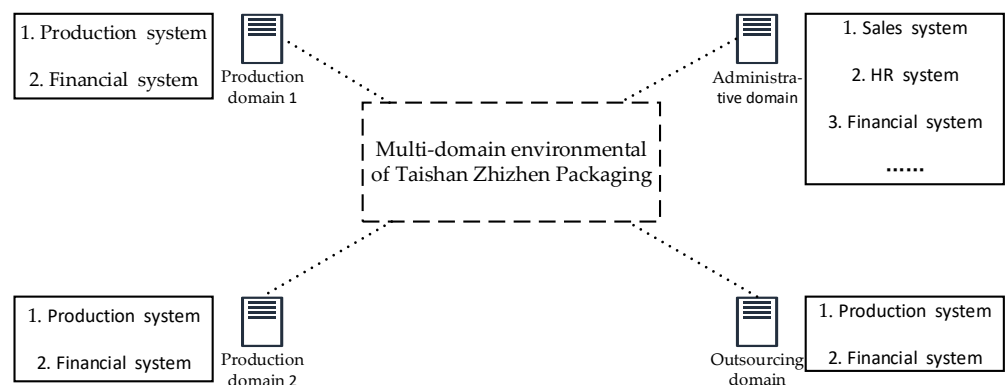 1. Production system
2. Financial system
Production
domain 1
Administra-
tive domain
1. Sales system
2. HR system
3. Financial system
......
Multi-domain environmental
of Taishan Zhizhen Packaging
1. Production system
2. Financial system
Production
domain 2
Outsourcing
domain
1. Production system
2. Financial system